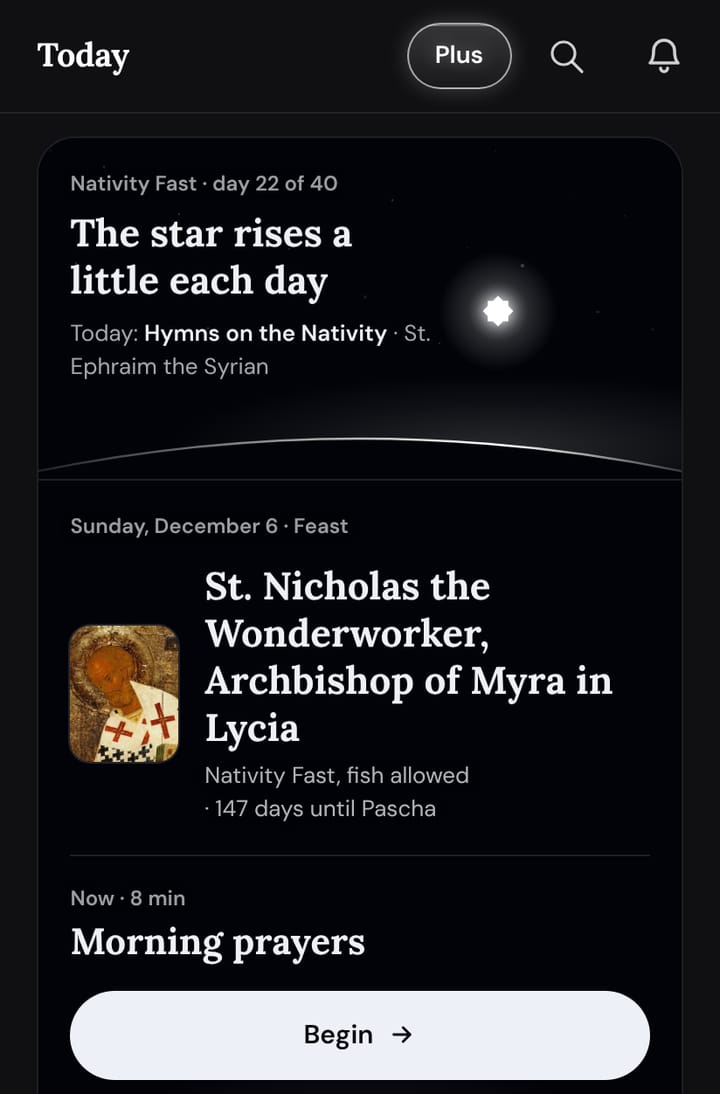 Today
Plus
Nativity Fast · day 22 of 40
The star rises a
little each day
Today: Hymns on the Nativity · St.
Ephraim the Syrian
Sunday, December 6 · Feast
St. Nicholas the
Wonderworker,
Archbishop of Myra in
Lycia
Nativity Fast, fish allowed
· 147 days until Pascha
Now · 8 min
Morning prayers
Begin →